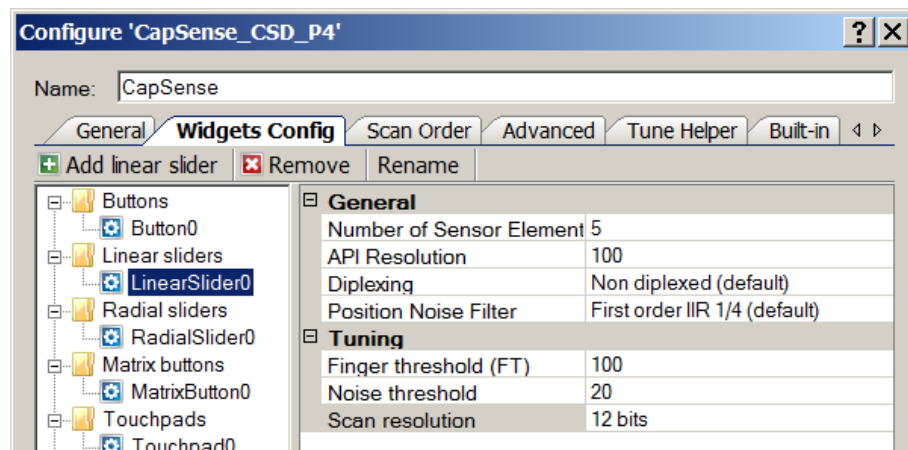 Configure 'CapSense_CSD_P4'
Name: CapSense
General Widgets Config Scan Order Advanced Tune Helper Built-in
Add linear slider Remove Rename
Buttons
Button0
Linear sliders
LinearSlider0
Radial sliders
RadialSlider0
Matrix buttons
MatrixButton0
Touchpads
Touchpad0
General
Number of Sensor Element 5
API Resolution 100
Diplexing Non diplexed (default)
Position Noise Filter First order IIR 1/4 (default)
Tuning
Finger threshold (FT) 100
Noise threshold 20
Scan resolution 12 bits